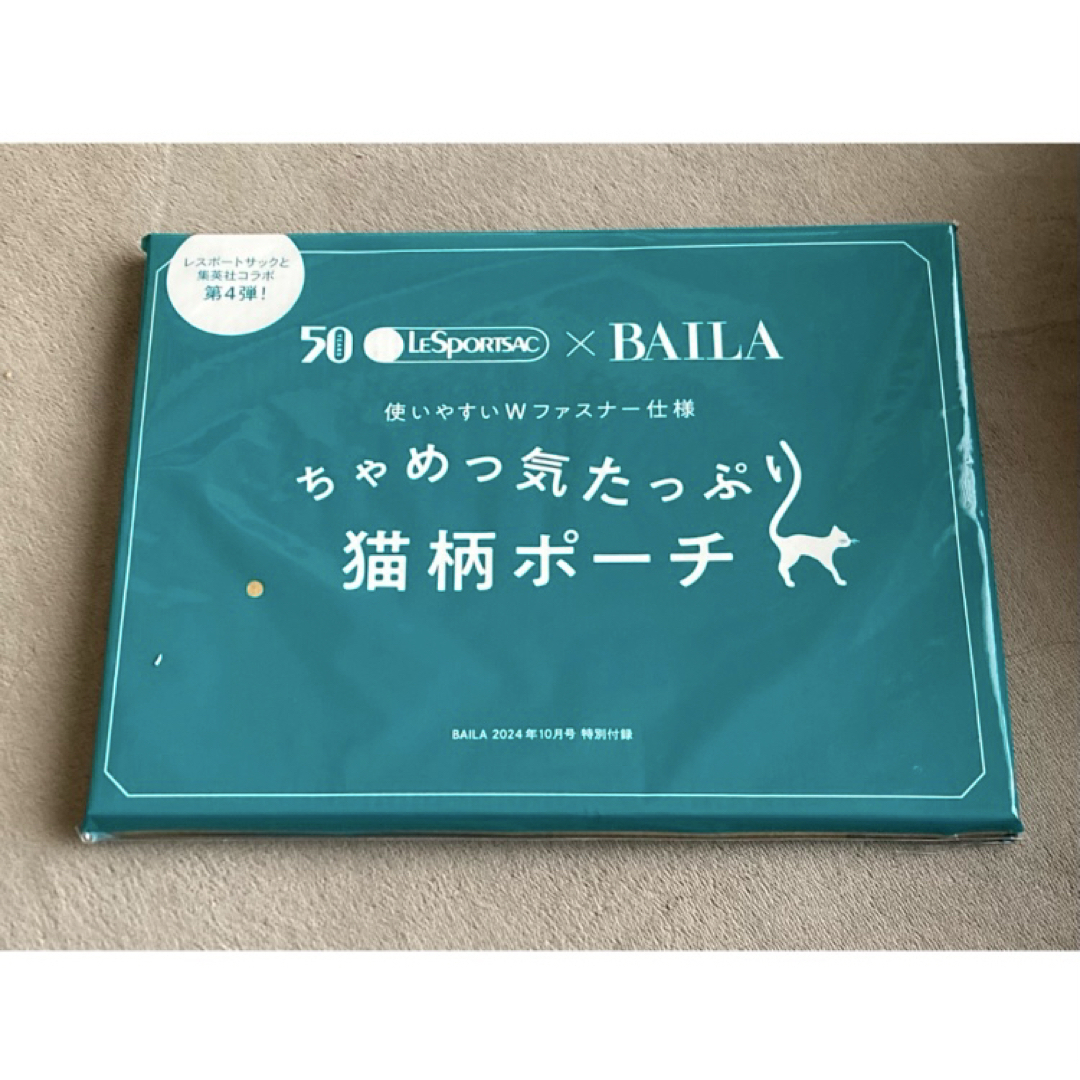 レスポートサックと
集英社コラボ
第4弾!
50 YEARS LESPORTSAC × BAILA
使いやすいWファスナー仕様
ちゃめっ気たっぷり
猫柄ポーチ
BAILA 2024年10月号 特別付録